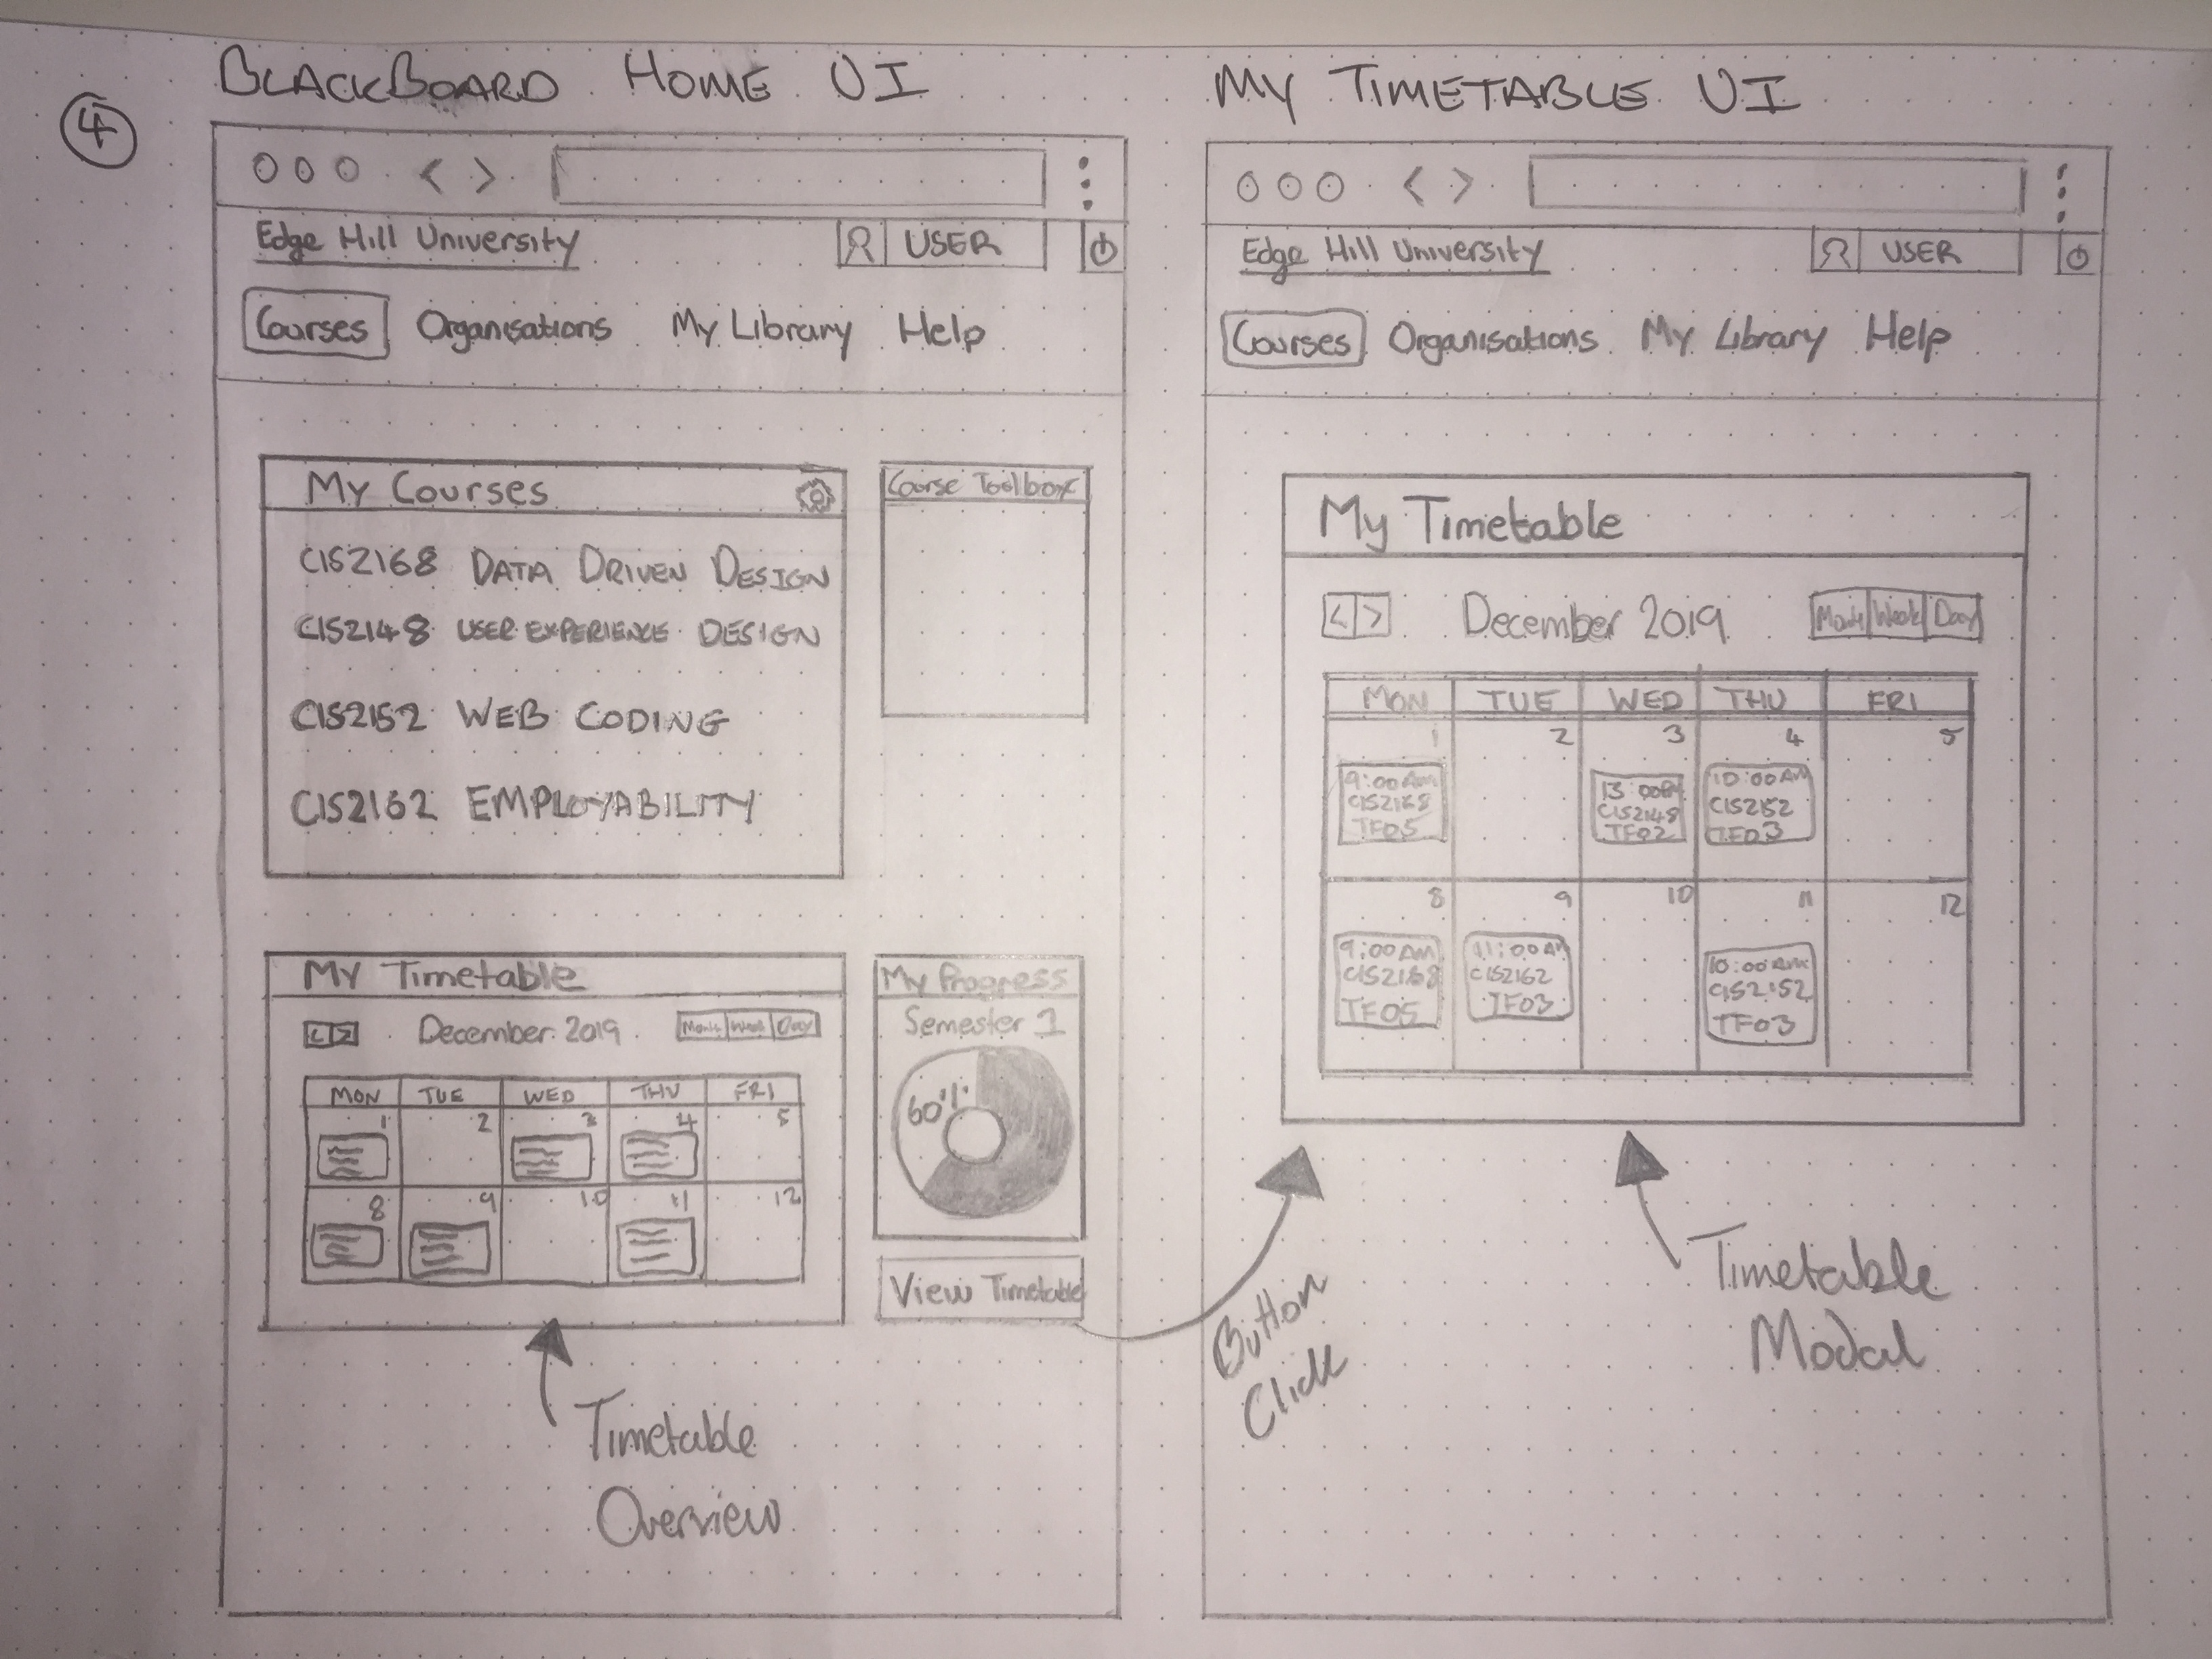 4
BLACKBOARD HOME UI
Edge Hill University
USER
Courses Organisations My Library Help
My Courses
CIS2168 DATA DRIVEN DESIGN
CIS2148 USER EXPERIENCE DESIGN
CIS2152 WEB CODING
CIS2162 EMPLOYABILITY
Course Toolbox
My Timetable
< > December 2019 Month Week Day
MON TUE WED THU FRI
1 2 3 4 5
8 9 10 11 12
My Progress
Semester 1
60%
View Timetable
Timetable
Overview
Button
Click
MY TIMETABLE UI
Edge Hill University
USER
Courses Organisations My Library Help
My Timetable
< > December 2019 Month Week Day
MON TUE WED THU FRI
1 2 3 4 5
9:00AM
CIS2168
TF05
13:00PM
CIS2148
TF02
10:00AM
CIS2152
TF03
8 9 10 11 12
9:00AM
CIS2168
TF05
11:00AM
CIS2162
TF03
10:00AM
CIS2152
TF03
Timetable
Modal